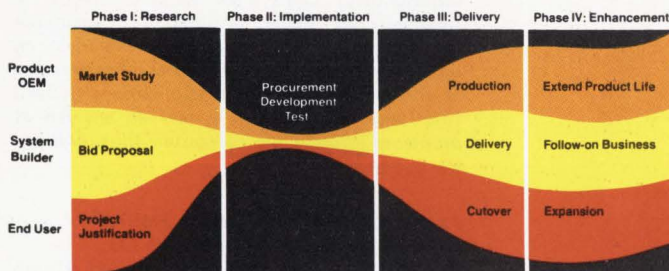 Phase I: Research
Phase II: Implementation
Phase III: Delivery
Phase IV: Enhancement
Product
OEM
Market Study
Procurement
Development
Test
Production
Extend Product Life
System
Builder
Bid Proposal
Delivery
Follow-on Business
End User
Project
Justification
Cutover
Expansion